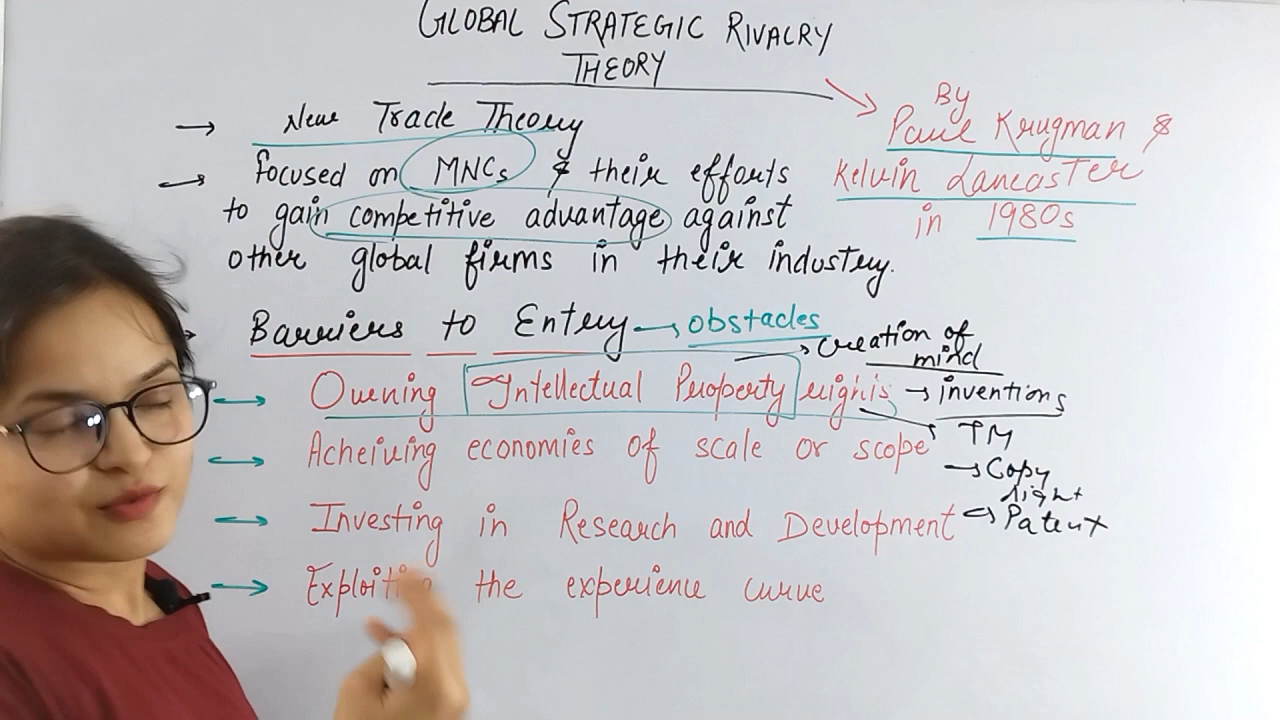 GLOBAL STRATEGIC RIVALRY
THEORY
By
Paul Krugman &
Kelvin Lancaster
in 1980s
→ New Trade Theory
→ focused on MNCs & their efforts
to gain competitive advantage against
other global firms in their industry.
Barriers to Entry → obstacles
→ creation of
mind
→ Owning Intellectual Property rights → inventions
TM
→ Acheiving economies of scale or scope
→ Copy
right
→ Investing in Research and Development
→ Patent
→ Exploiting the experience curve